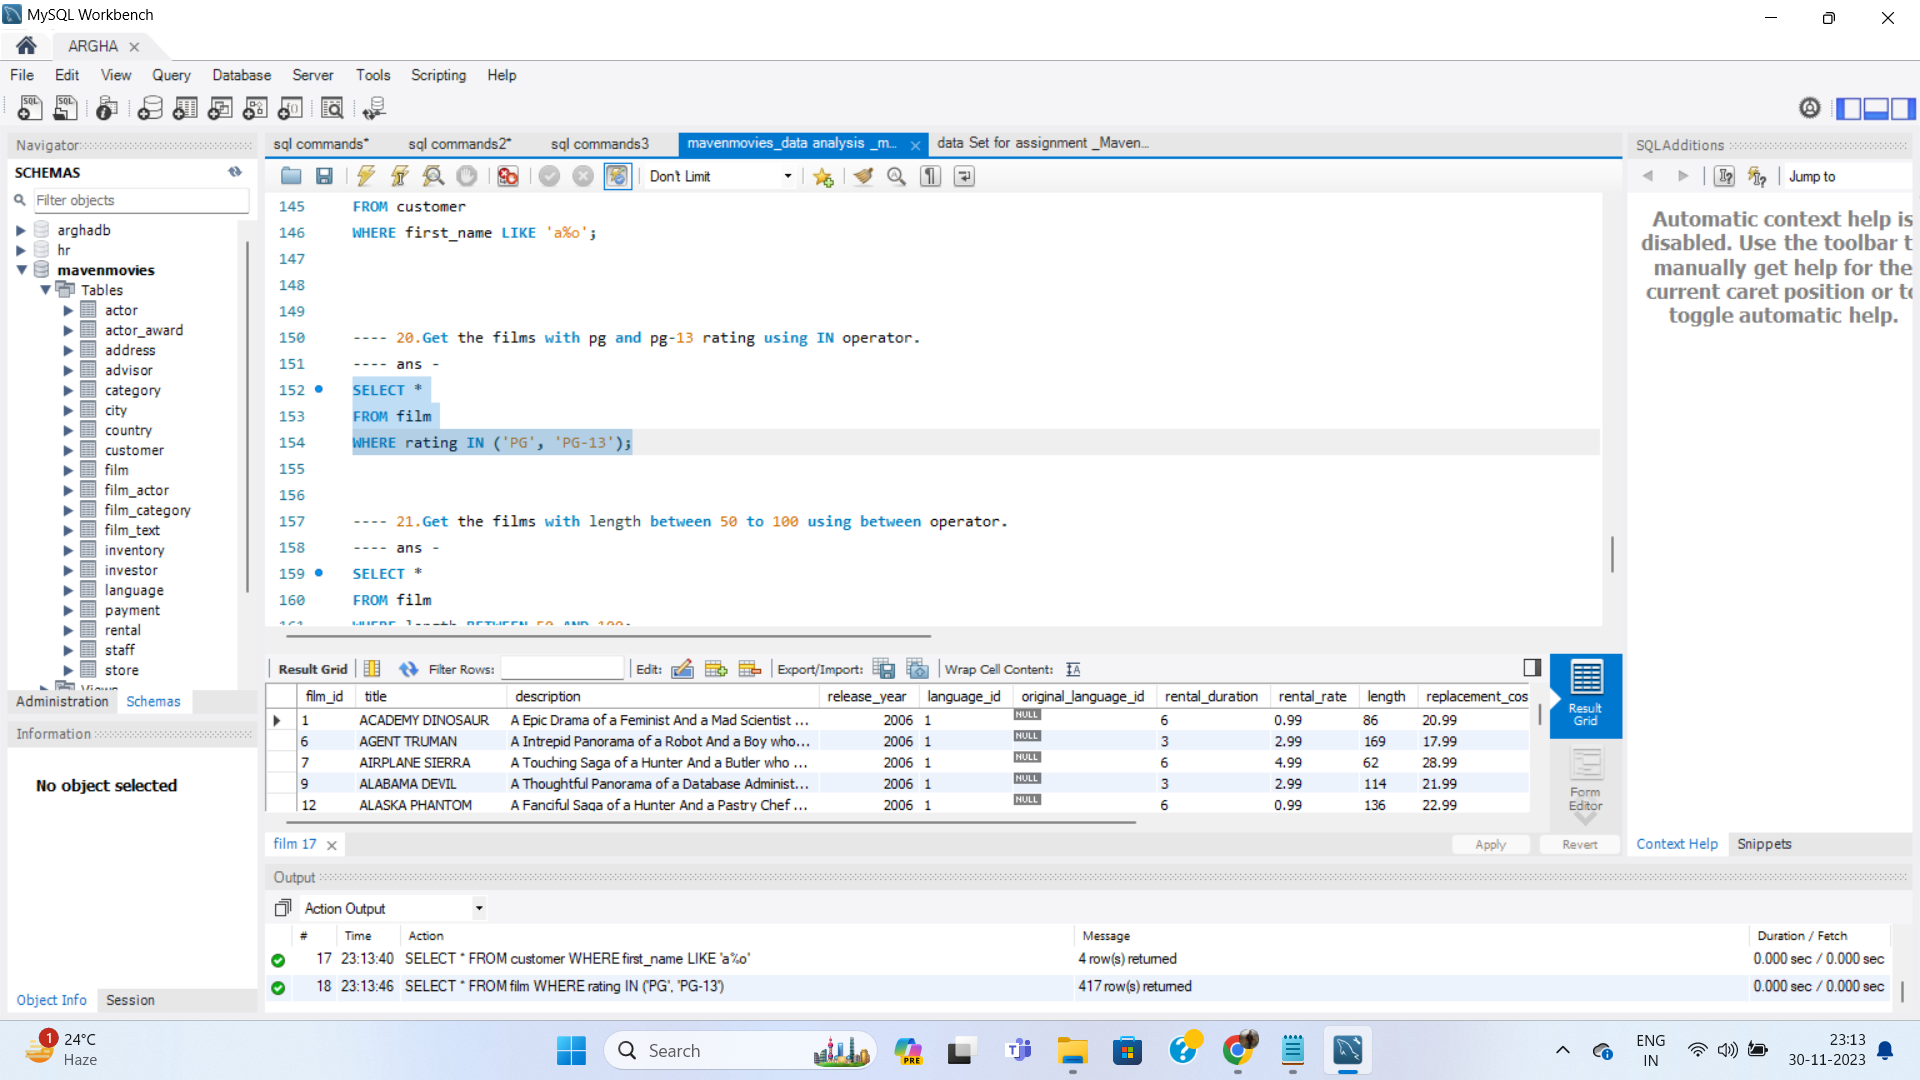 MySQL Workbench
ARGHA
File Edit View Query Database Server Tools Scripting Help
Navigator
SCHEMAS
Filter objects
arghadb
hr
mavenmovies
Tables
actor
actor_award
address
advisor
category
city
country
customer
film
film_actor
film_category
film_text
inventory
investor
language
payment
rental
staff
store
Views
Administration Schemas
Information
No object selected
Object Info Session
sql commands* sql commands2* sql commands3 mavenmovies_data analysis _m... data Set for assignment _Maven...
Don't Limit
145 FROM customer
146 WHERE first_name LIKE 'a%o';
147
148
149
150 ---- 20.Get the films with pg and pg-13 rating using IN operator.
151 ---- ans -
152 SELECT *
153 FROM film
154 WHERE rating IN ('PG', 'PG-13');
155
156
157 ---- 21.Get the films with length between 50 to 100 using between operator.
158 ---- ans -
159 SELECT *
160 FROM film
161 WHERE length BETWEEN 50 AND 100;
Result Grid Filter Rows: Edit: Export/Import: Wrap Cell Content:
film_id title description release_year language_id original_language_id rental_duration rental_rate length replacement_cos
1 ACADEMY DINOSAUR A Epic Drama of a Feminist And a Mad Scientist ... 2006 1 NULL 6 0.99 86 20.99
6 AGENT TRUMAN A Intrepid Panorama of a Robot And a Boy who... 2006 1 NULL 3 2.99 169 17.99
7 AIRPLANE SIERRA A Touching Saga of a Hunter And a Butler who ... 2006 1 NULL 6 4.99 62 28.99
9 ALABAMA DEVIL A Thoughtful Panorama of a Database Administ... 2006 1 NULL 3 2.99 114 21.99
12 ALASKA PHANTOM A Fanciful Saga of a Hunter And a Pastry Chef ... 2006 1 NULL 6 0.99 136 22.99
Result Grid
Form Editor
film 17
Apply Revert
Output
Action Output
# Time Action Message Duration / Fetch
17 23:13:40 SELECT * FROM customer WHERE first_name LIKE 'a%o' 4 row(s) returned 0.000 sec / 0.000 sec
18 23:13:46 SELECT * FROM film WHERE rating IN ('PG', 'PG-13') 417 row(s) returned 0.000 sec / 0.000 sec
SQLAdditions
Jump to
Automatic context help is
disabled. Use the toolbar t
manually get help for the
current caret position or to
toggle automatic help.
Context Help Snippets
1
24°C
Haze
Search
PRE
ENG
IN
23:13
30-11-2023